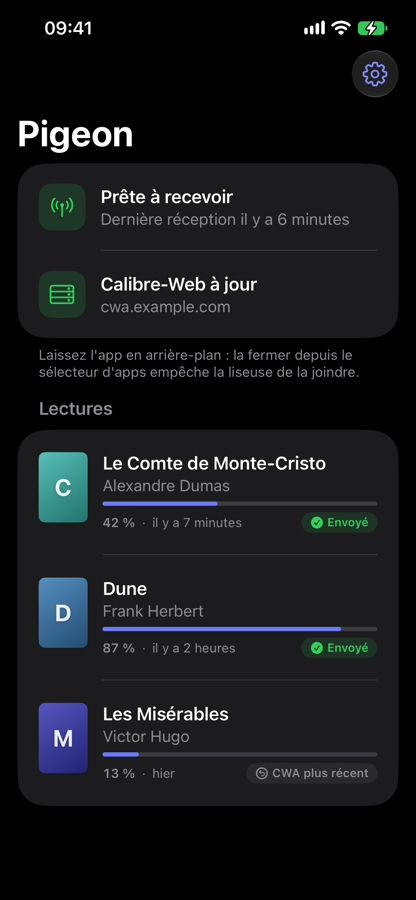 09:41
Pigeon
Prête à recevoir
Dernière réception il y a 6 minutes
Calibre-Web à jour
cwa.example.com
Laissez l'app en arrière-plan : la fermer depuis le
sélecteur d'apps empêche la liseuse de la joindre.
Lectures
C
Le Comte de Monte-Cristo
Alexandre Dumas
42 % · il y a 7 minutes
Envoyé
D
Dune
Frank Herbert
87 % · il y a 2 heures
Envoyé
M
Les Misérables
Victor Hugo
13 % · hier
CWA plus récent